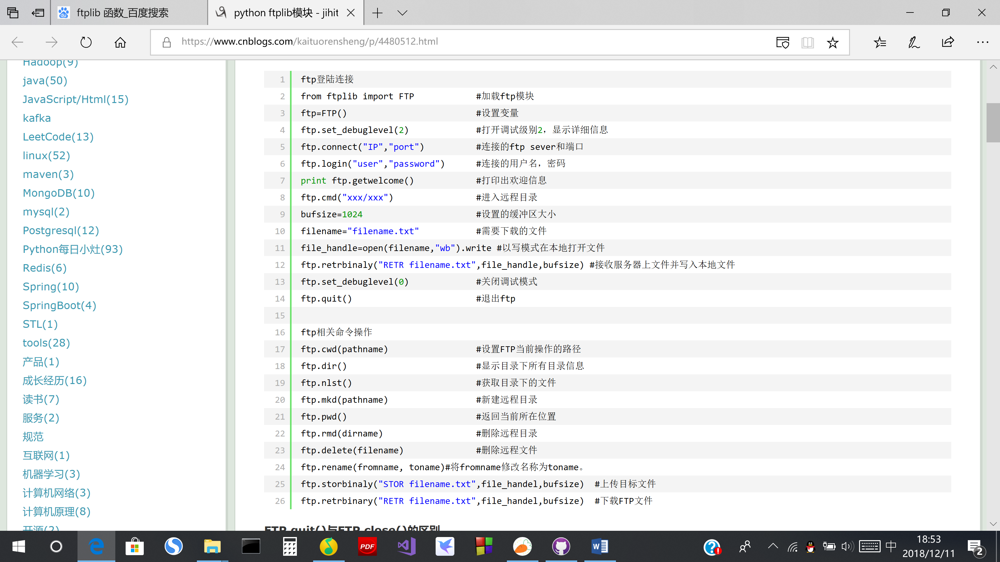 ftplib 函数_百度搜索
python ftplib模块 - jihit
https://www.cnblogs.com/kaituorensheng/p/4480512.html
Hadoop(9)
java(50)
JavaScript/Html(15)
kafka
LeetCode(13)
linux(52)
maven(3)
MongoDB(10)
mysql(2)
Postgresql(12)
Python每日小灶(93)
Redis(6)
Spring(10)
SpringBoot(4)
STL(1)
tools(28)
产品(1)
成长经历(16)
读书(7)
服务(2)
规范
互联网(1)
机器学习(3)
计算机网络(3)
计算机原理(8)
开源(2)
1 ftp登陆连接
2 from ftplib import FTP #加载ftp模块
3 ftp=FTP() #设置变量
4 ftp.set_debuglevel(2) #打开调试级别2，显示详细信息
5 ftp.connect("IP","port") #连接的ftp sever和端口
6 ftp.login("user","password") #连接的用户名，密码
7 print ftp.getwelcome() #打印出欢迎信息
8 ftp.cmd("xxx/xxx") #进入远程目录
9 bufsize=1024 #设置的缓冲区大小
10 filename="filename.txt" #需要下载的文件
11 file_handle=open(filename,"wb").write #以写模式在本地打开文件
12 ftp.retrbinaly("RETR filename.txt",file_handle,bufsize) #接收服务器上文件并写入本地文件
13 ftp.set_debuglevel(0) #关闭调试模式
14 ftp.quit() #退出ftp
15
16 ftp相关命令操作
17 ftp.cwd(pathname) #设置FTP当前操作的路径
18 ftp.dir() #显示目录下所有目录信息
19 ftp.nlst() #获取目录下的文件
20 ftp.mkd(pathname) #新建远程目录
21 ftp.pwd() #返回当前所在位置
22 ftp.rmd(dirname) #删除远程目录
23 ftp.delete(filename) #删除远程文件
24 ftp.rename(fromname, toname)#将fromname修改名称为toname。
25 ftp.storbinaly("STOR filename.txt",file_handel,bufsize) #上传目标文件
26 ftp.retrbinary("RETR filename.txt",file_handel,bufsize) #下载FTP文件
FTP.quit()与FTP.close()的区别
PDF
中
18:53
2018/12/11
2